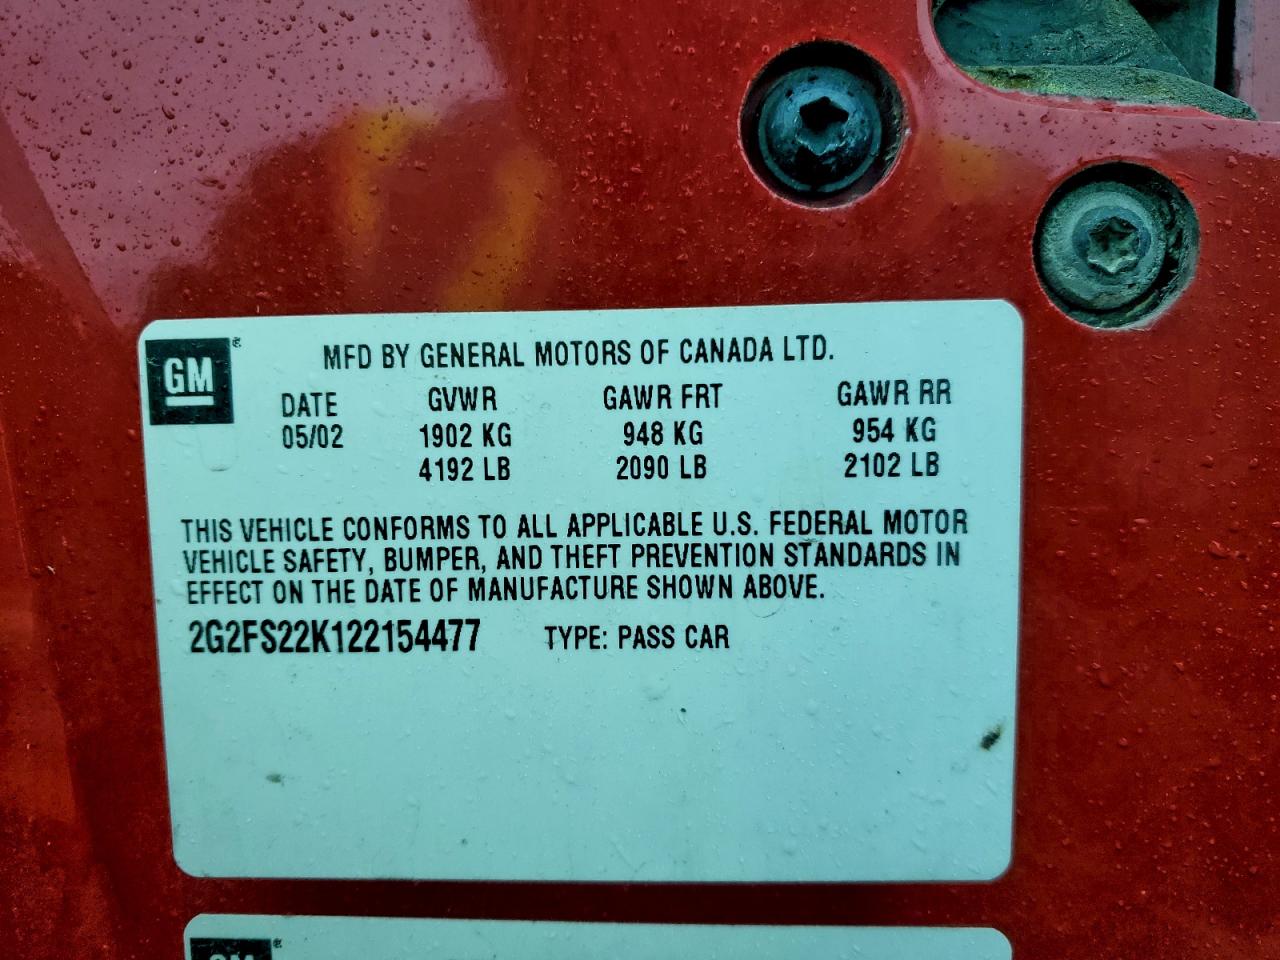 GM®
MFD BY GENERAL MOTORS OF CANADA LTD.
DATE GVWR GAWR FRT GAWR RR
05/02 1902 KG 948 KG 954 KG
4192 LB 2090 LB 2102 LB
THIS VEHICLE CONFORMS TO ALL APPLICABLE U.S. FEDERAL MOTOR
VEHICLE SAFETY, BUMPER, AND THEFT PREVENTION STANDARDS IN
EFFECT ON THE DATE OF MANUFACTURE SHOWN ABOVE.
2G2FS22K122154477 TYPE: PASS CAR
GM®